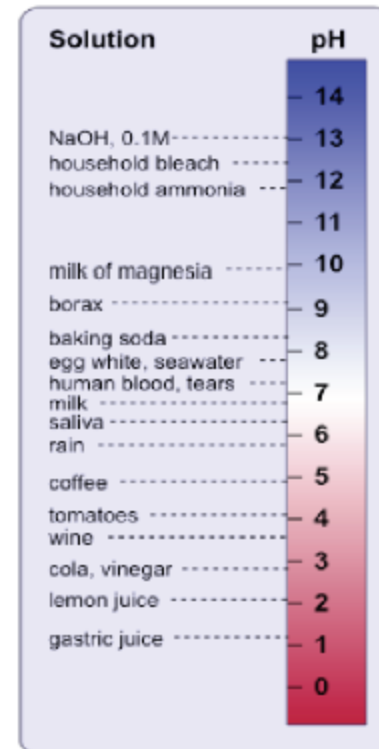 Solution pH
14
NaOH, 0.1M 13
household bleach
household ammonia 12
11
milk of magnesia 10
borax 9
baking soda
egg white, seawater 8
human blood, tears
milk 7
saliva
rain 6
coffee 5
tomatoes 4
wine
cola, vinegar 3
lemon juice 2
gastric juice 1
0